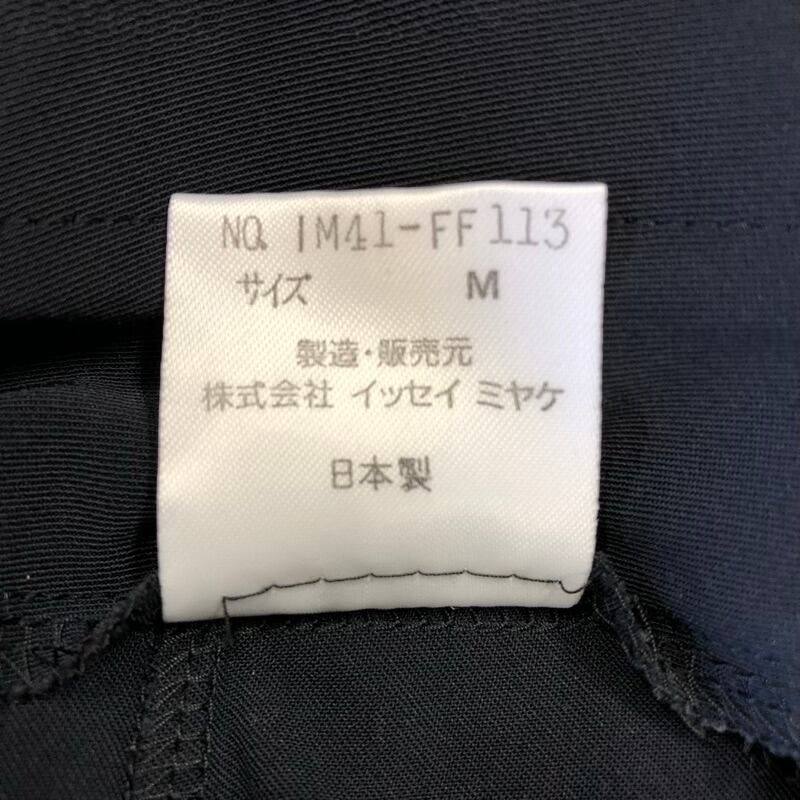 NO. IM41-FF113
サイズ M
製造・販売元
株式会社 イッセイ ミヤケ
日本製